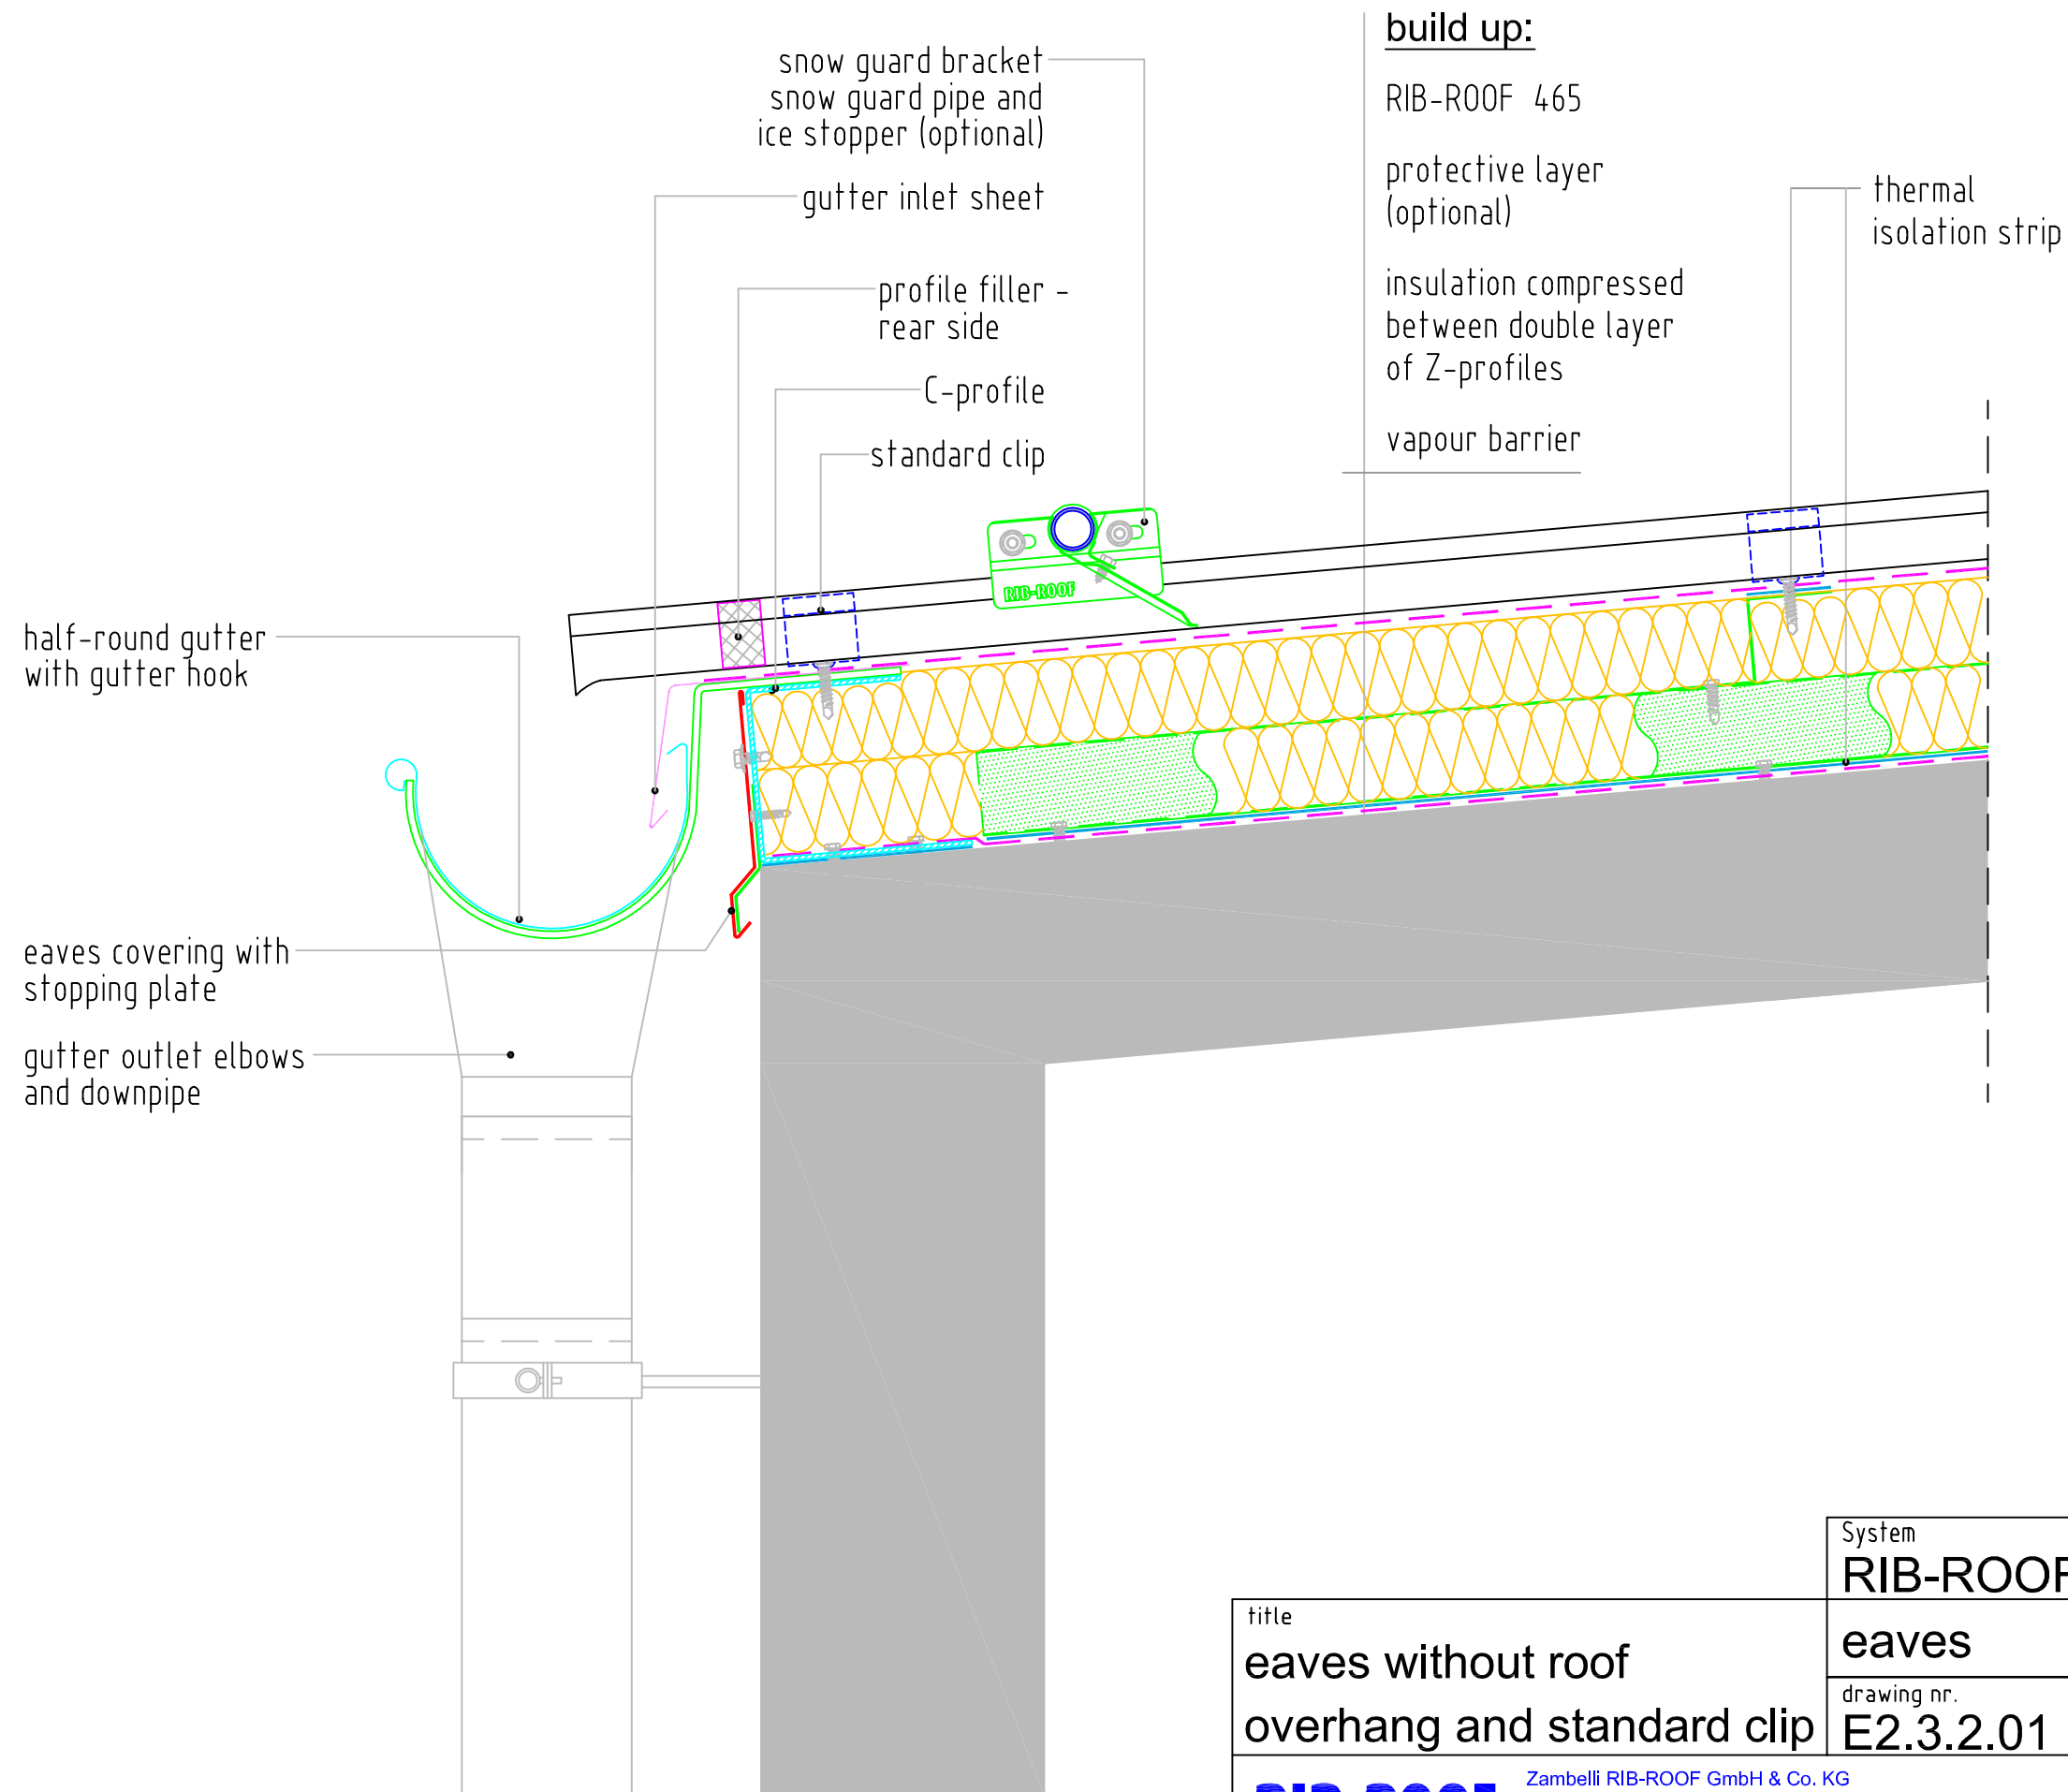 build up:
RIB-ROOF 465
protective layer
(optional)
insulation compressed
between double layer
of Z-profiles
vapour barrier
snow guard bracket
snow guard pipe and
ice stopper (optional)
gutter inlet sheet
profile filler -
rear side
C-profile
standard clip
thermal
isolation strip
RIB-ROOF
half-round gutter
with gutter hook
eaves covering with
stopping plate
gutter outlet elbows
and downpipe
System
RIB-ROOF
title
eaves without roof
overhang and standard clip
eaves
drawing nr.
E2.3.2.01
RIB-ROOF
Zambelli RIB-ROOF GmbH & Co. KG